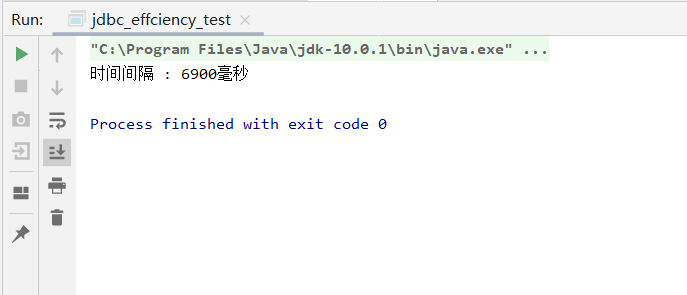 Run: jdbc_effciency_test
"C:\Program Files\Java\jdk-10.0.1\bin\java.exe" ...
时间间隔 : 6900毫秒
Process finished with exit code 0